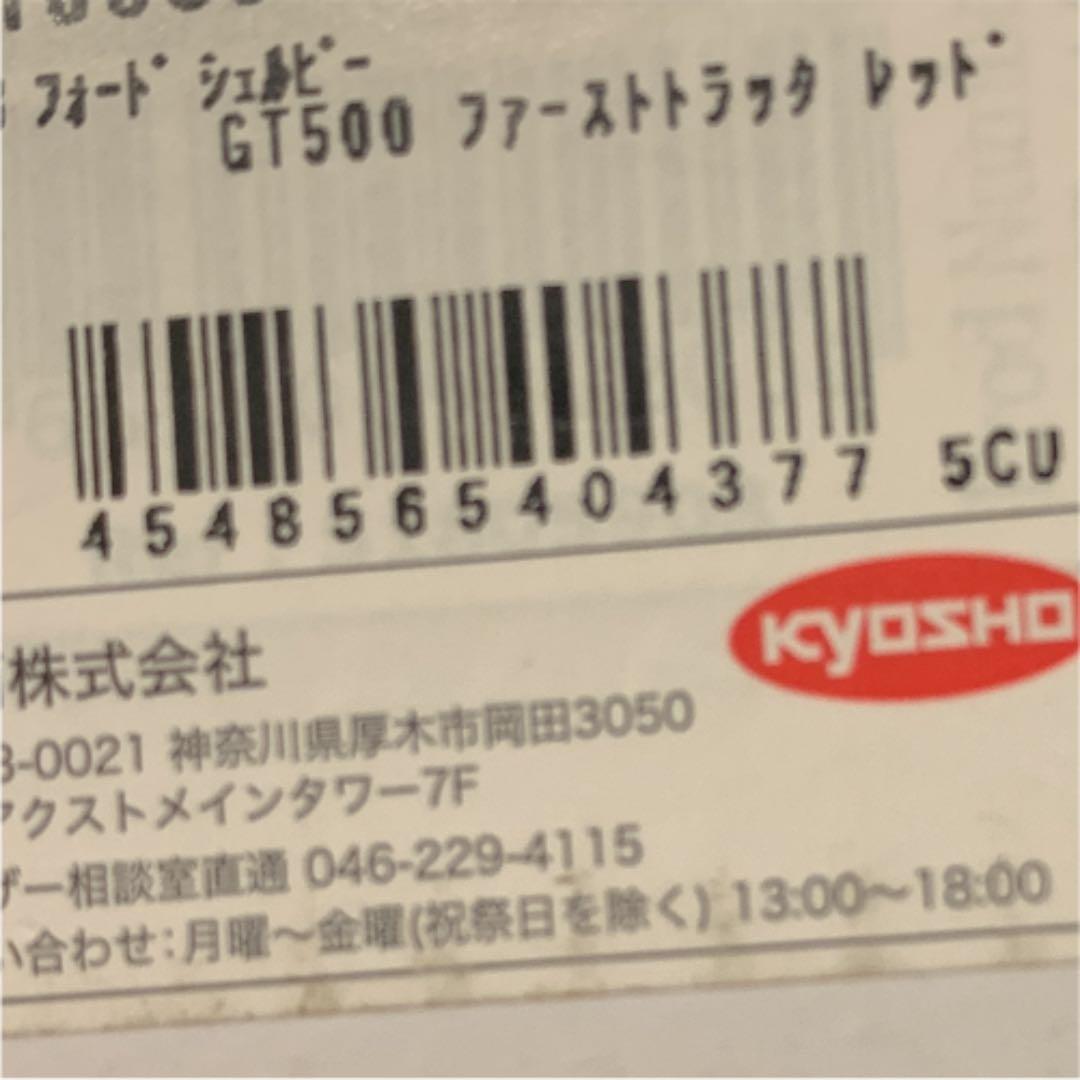 フォード シェルビー
GT500 ファーストトラック レッド
4548565404377 5CU
KYOSHO
株式会社
-0021 神奈川県厚木市岡田3050
アクストメインタワー7F
ザー相談室直通 046-229-4115
い合わせ:月曜〜金曜(祝祭日を除く) 13:00〜18:00